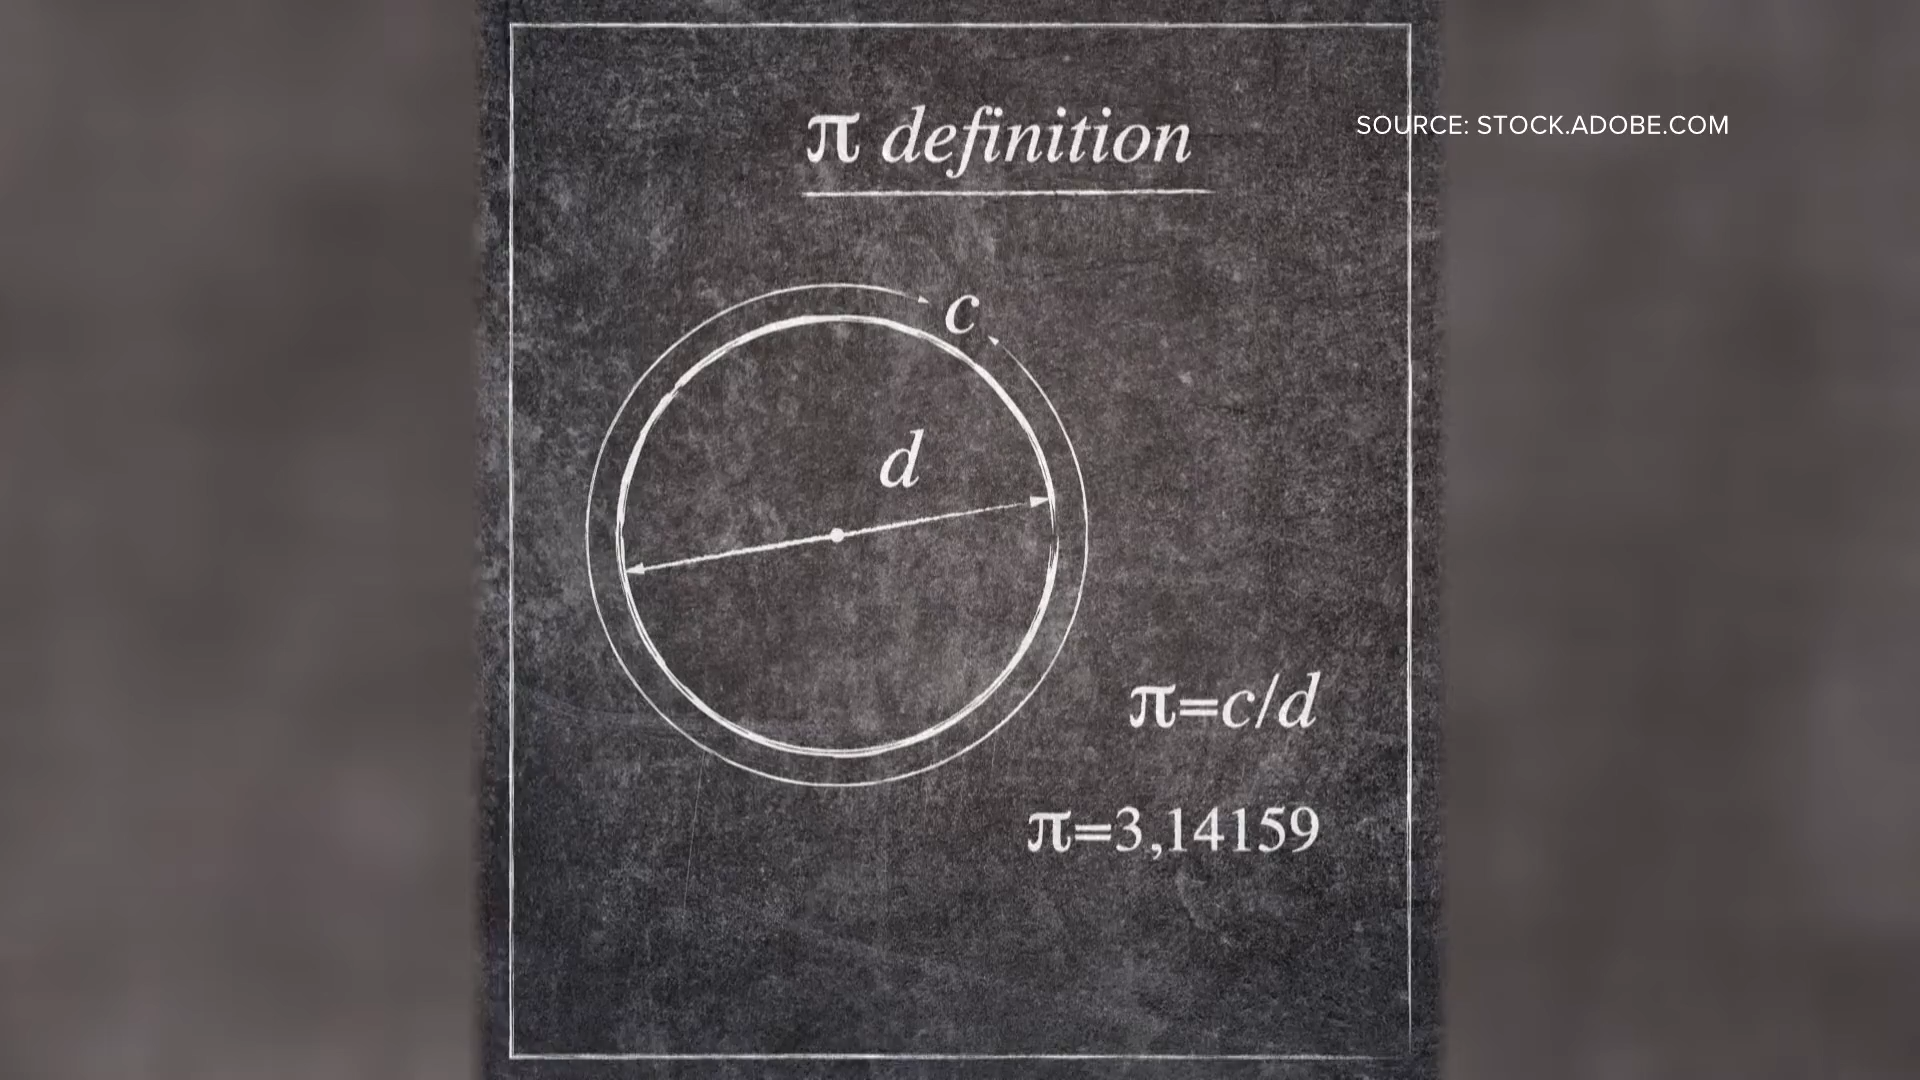 π definition
SOURCE: STOCK.ADOBE.COM
c
d
π=c/d
π=3,14159